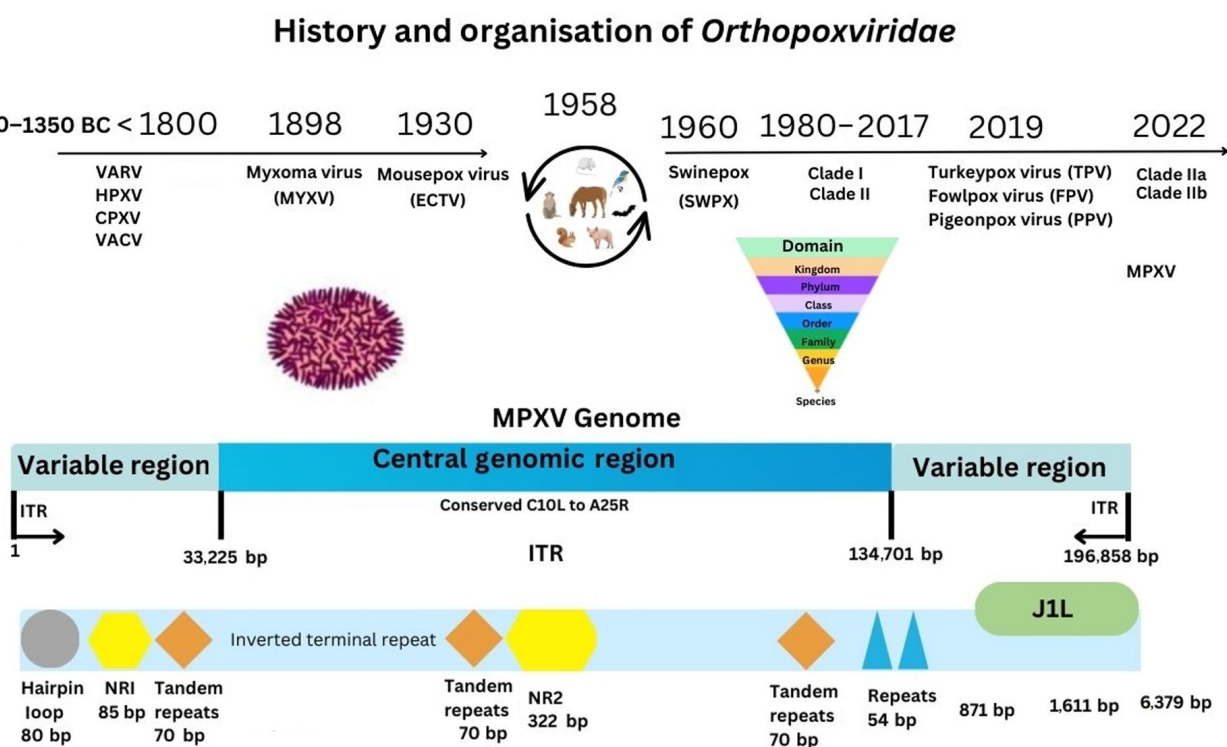 History and organisation of Orthopoxviridae
0–1350 BC < 1800 1898 1930 1958 1960 1980–2017 2019 2022
VARV
HPXV
CPXV
VACV
Myxoma virus
(MYXV)
Mousepox virus
(ECTV)
Swinepox
(SWPX)
Clade I
Clade II
Turkeypox virus (TPV)
Fowlpox virus (FPV)
Pigeonpox virus (PPV)
Clade IIa
Clade IIb
MPXV
Domain
Kingdom
Phylum
Class
Order
Family
Genus
Species
MPXV Genome
Variable region Central genomic region Variable region
ITR Conserved C10L to A25R ITR
1 33,225 bp ITR 134,701 bp 196,858 bp
J1L
Inverted terminal repeat
Hairpin
loop
80 bp
NRI
85 bp
Tandem
repeats
70 bp
Tandem
repeats
70 bp
NR2
322 bp
Tandem
repeats
70 bp
Repeats
54 bp
871 bp
1,611 bp
6,379 bp